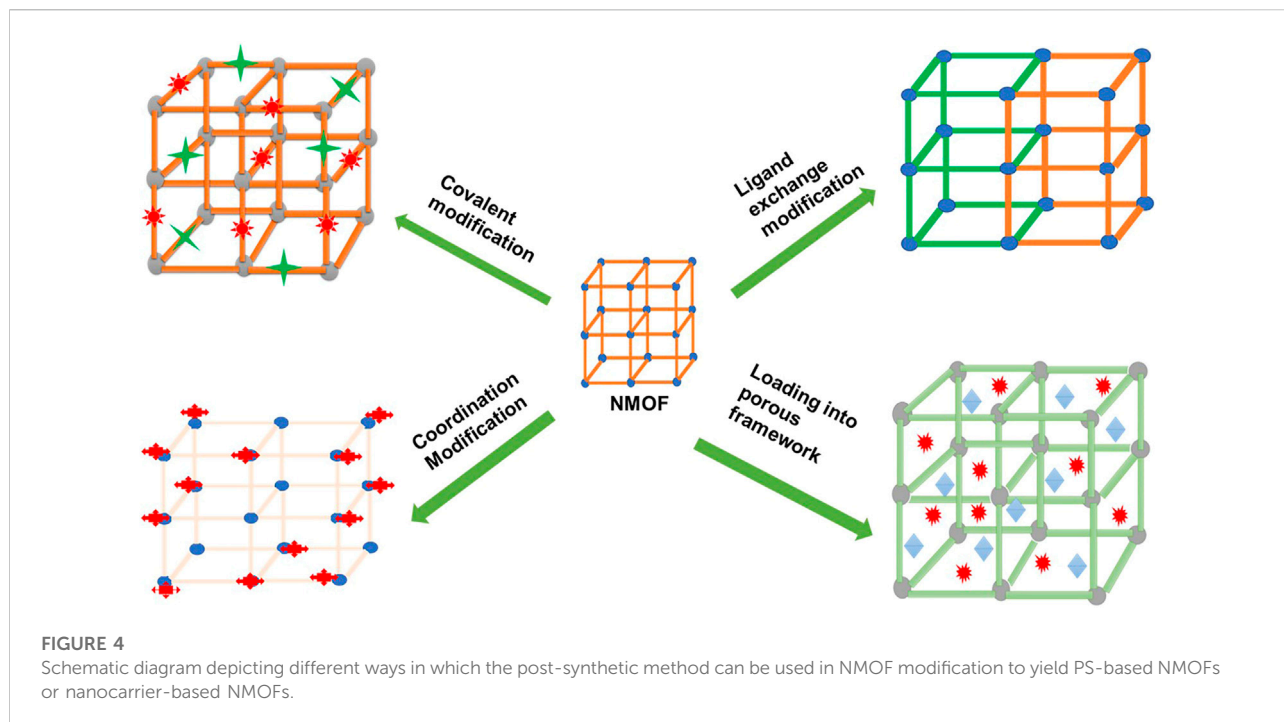 Covalent
modification
Ligand
exchange
modification
NMOF
Coordination
Modification
Loading into
porous
framework
FIGURE 4
Schematic diagram depicting different ways in which the post-synthetic method can be used in NMOF modification to yield PS-based NMOFs
or nanocarrier-based NMOFs.